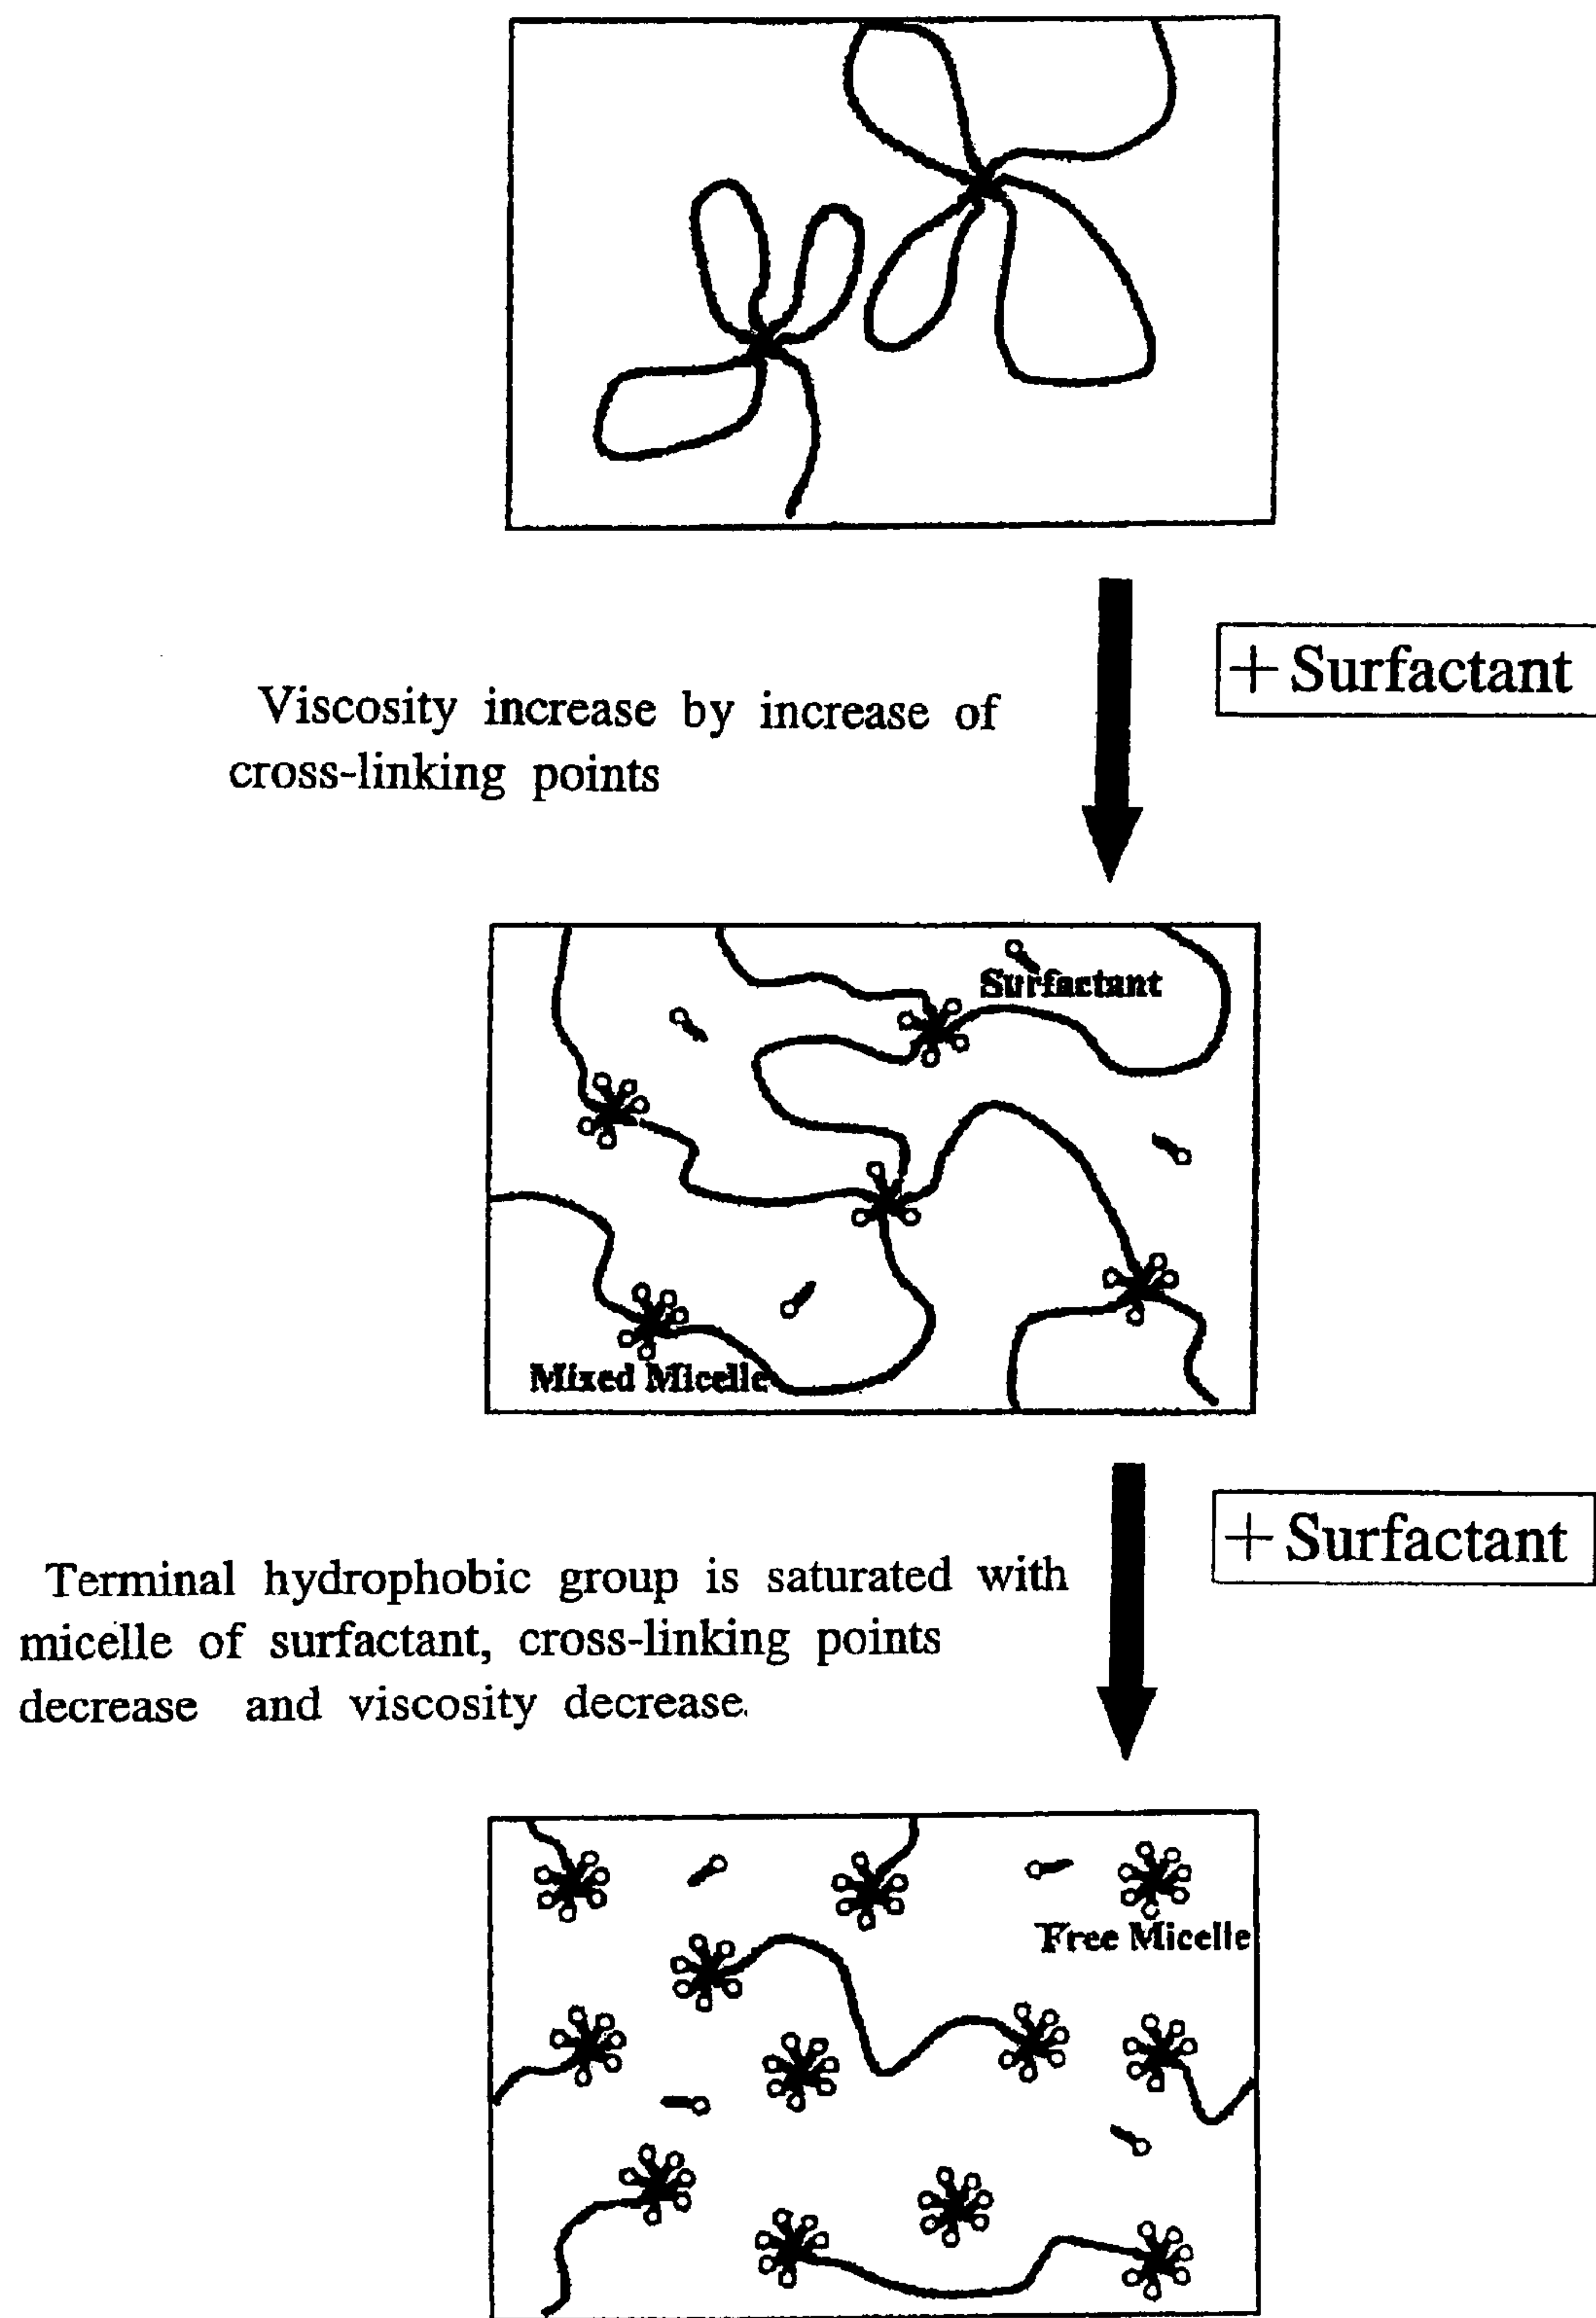 + Surfactant
Viscosity increase by increase of
cross-linking points
Surfactant
Mixed Micelle
+ Surfactant
Terminal hydrophobic group is saturated with
micelle of surfactant, cross-linking points
decrease and viscosity decrease.
Free Micelle